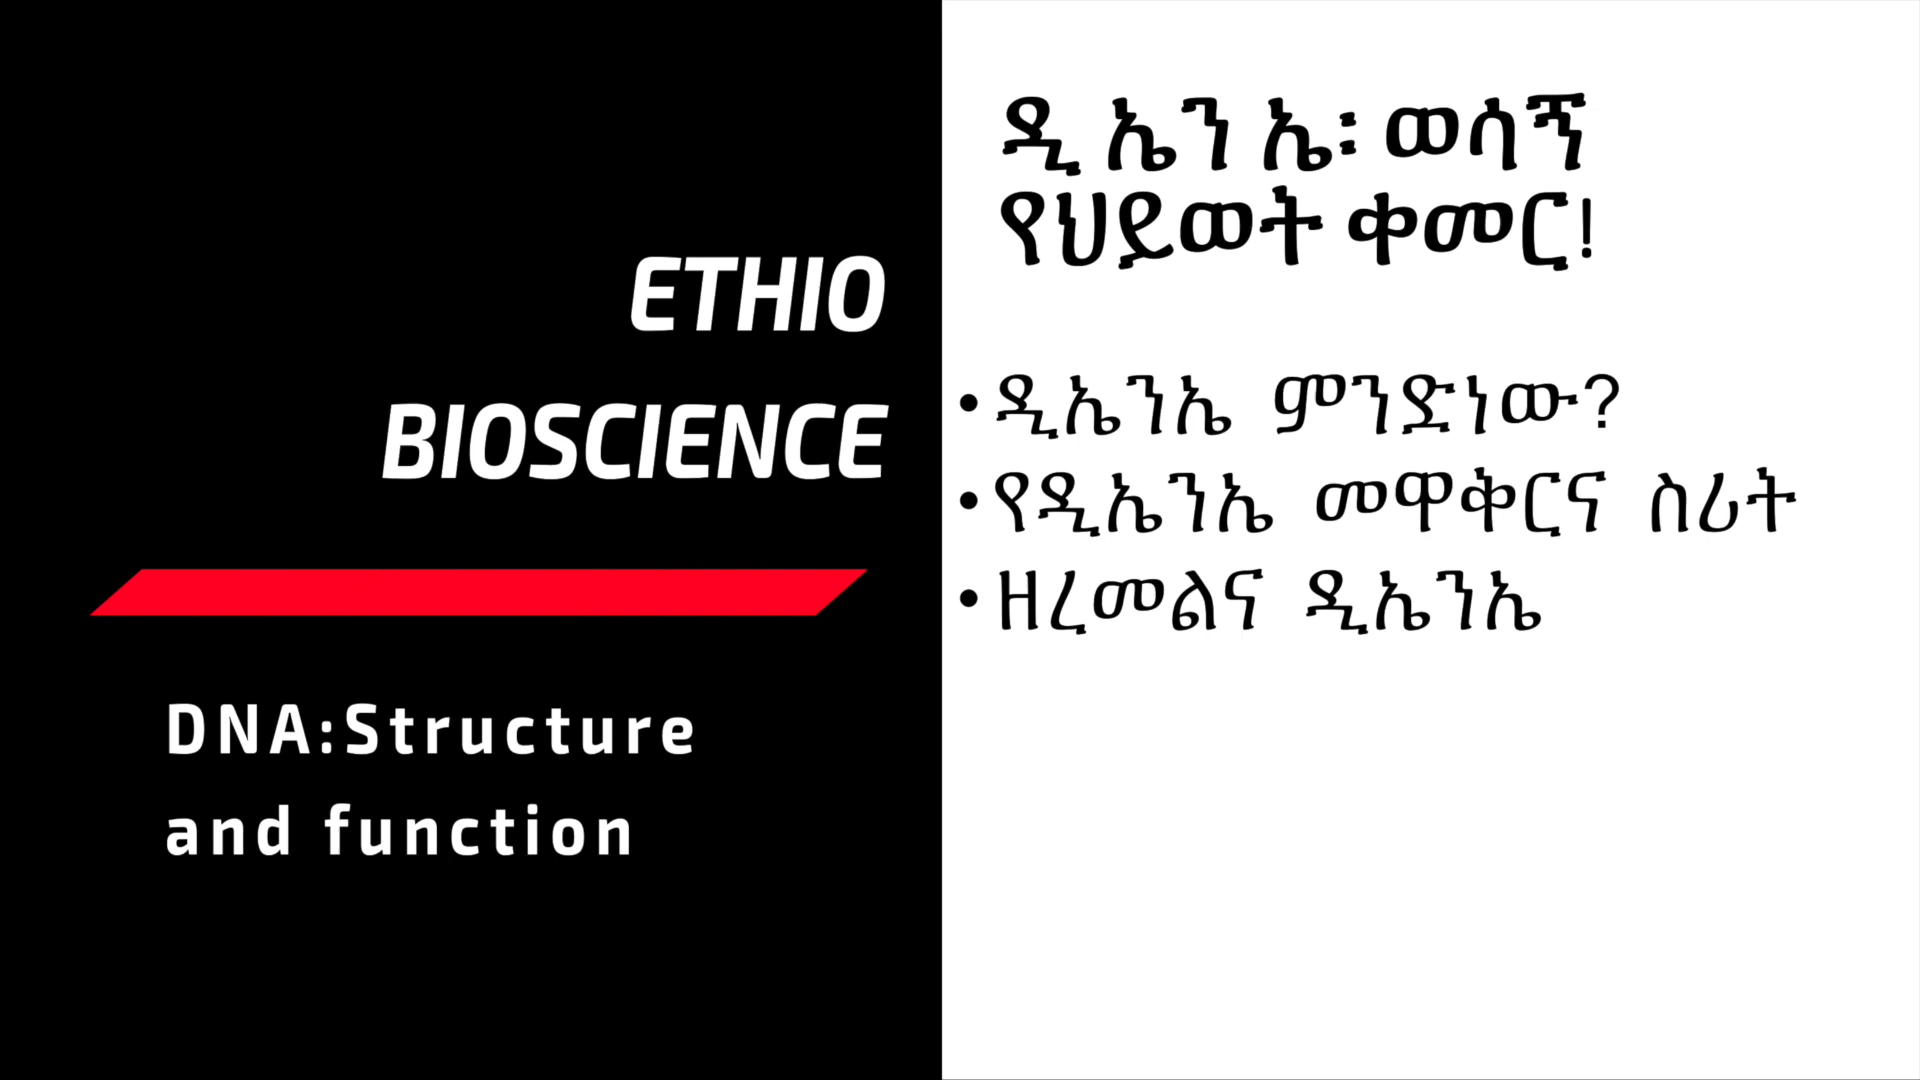 ETHIO
BIOSCIENCE
DNA:Structure
and function
ዲ ኤን ኤ፡ ወሳኝ
የህይወት ቀመር!
•ዲኤንኤ ምንድነው?
•የዲኤንኤ መዋቅርና ስሪት
•ዘረመልና ዲኤንኤ